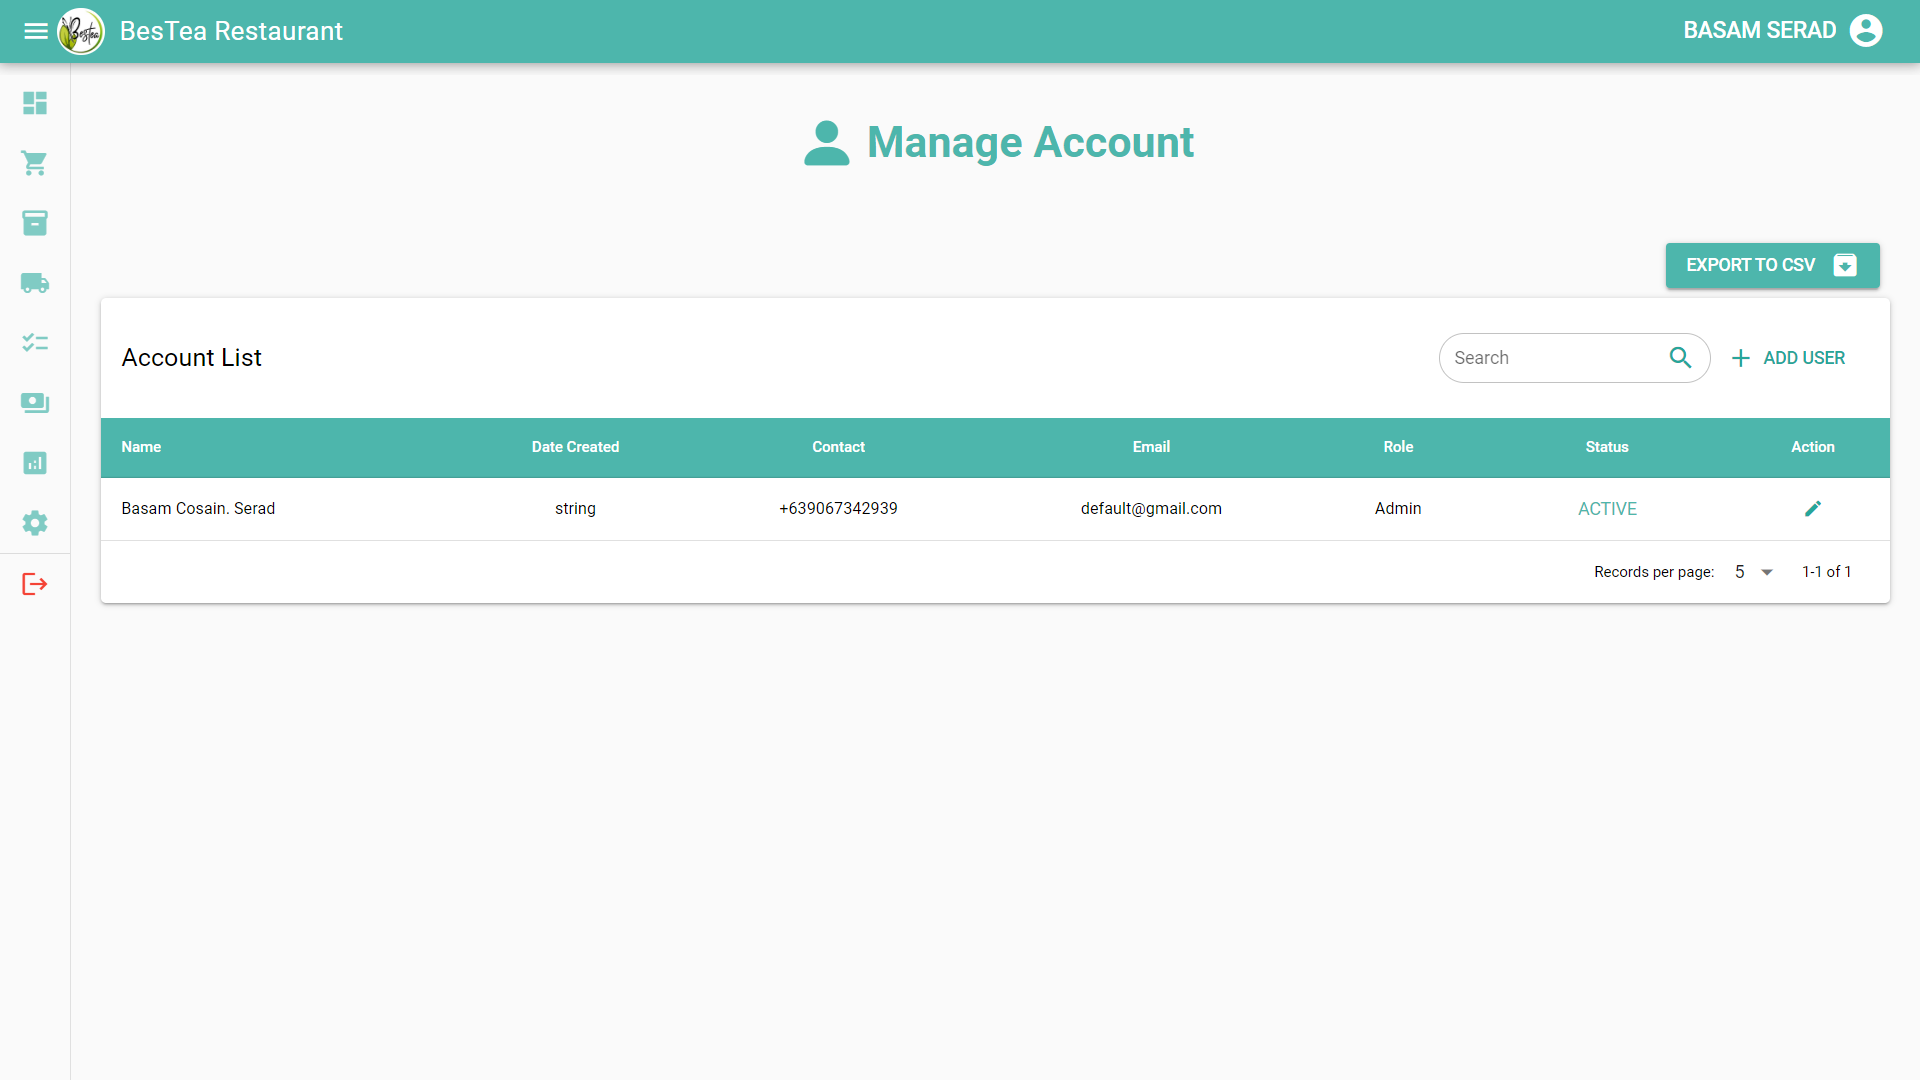 BesTea
BesTea Restaurant
BASAM SERAD
Manage Account
EXPORT TO CSV
Account List
Search
ADD USER
Name Date Created Contact Email Role Status Action
Basam Cosain. Serad string +639067342939 default@gmail.com Admin ACTIVE
Records per page: 5 1-1 of 1